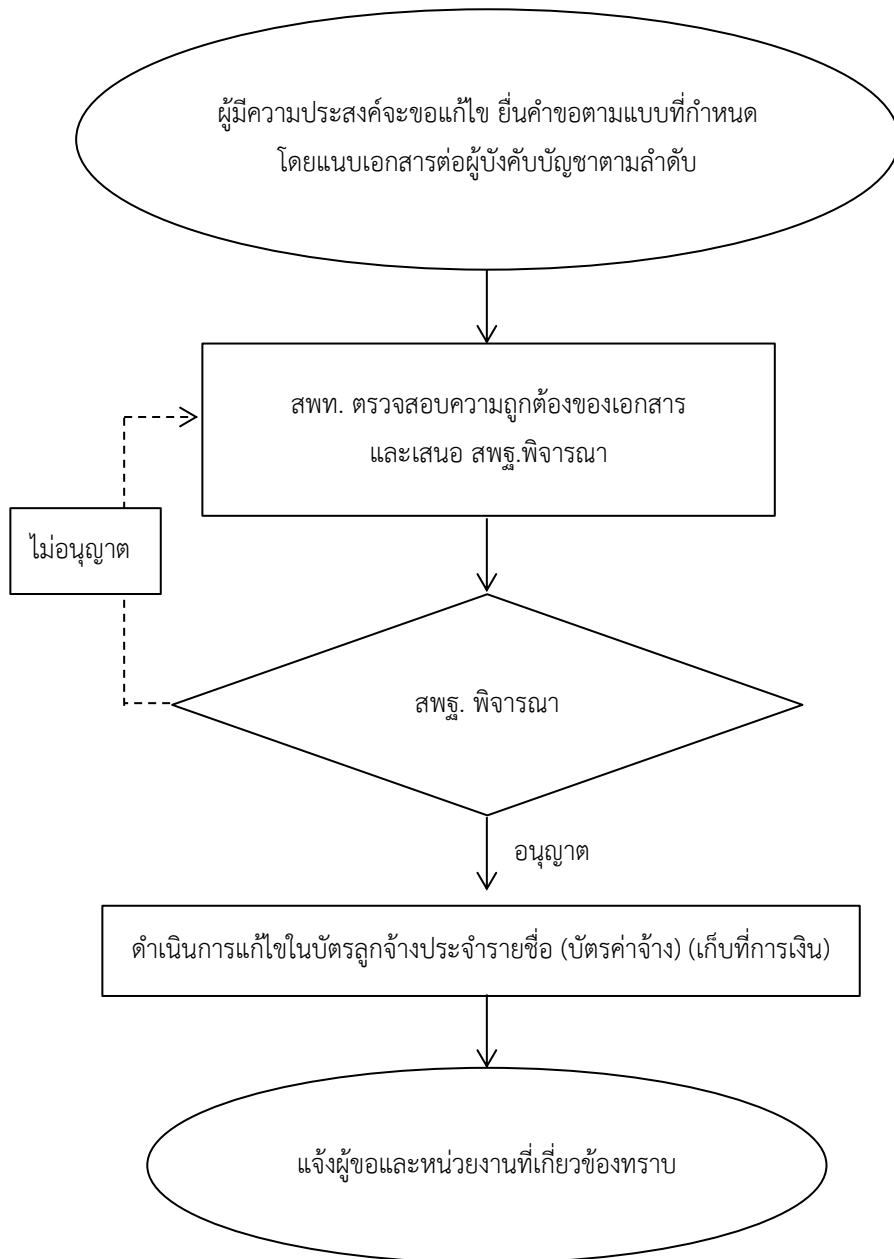 ผู้มีความประสงค์จะขอแก้ไข ยื่นคำขอตามแบบที่กำหนด
โดยแนบเอกสารต่อผู้บังคับบัญชาตามลำดับ
สพท. ตรวจสอบความถูกต้องของเอกสาร
และเสนอ สพฐ.พิจารณา
ไม่อนุญาต
สพฐ. พิจารณา
อนุญาต
ดำเนินการแก้ไขในบัตรลูกจ้างประจำรายชื่อ (บัตรค่าจ้าง) (เก็บที่การเงิน)
แจ้งผู้ขอและหน่วยงานที่เกี่ยวข้องทราบ